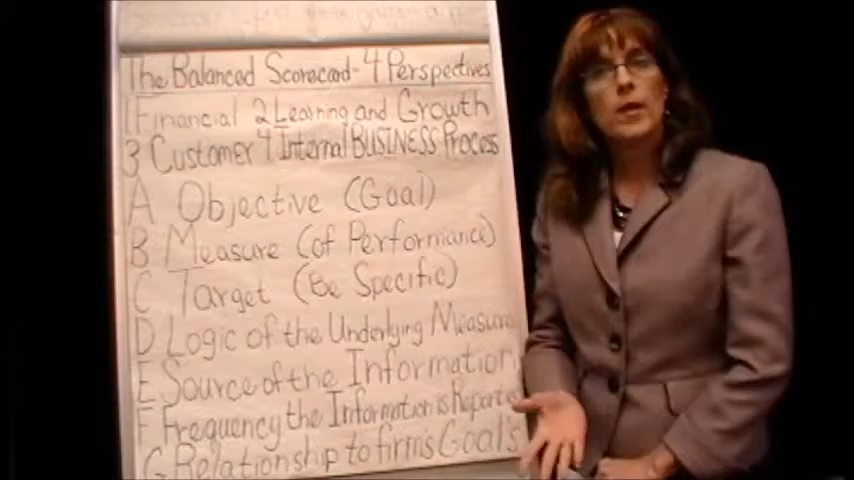 The Balanced Scorecard-4 Perspectives
1 Financial 2 Learning and Growth
3 Customer 4 Internal BUSINESS Process
A Objective (Goal)
B Measure (of Performance)
C Target (Be Specific)
D Logic of the Underlying Measure
E Source of the Information
F Frequency the Information is Reported
G Relationship to firm's Goal's